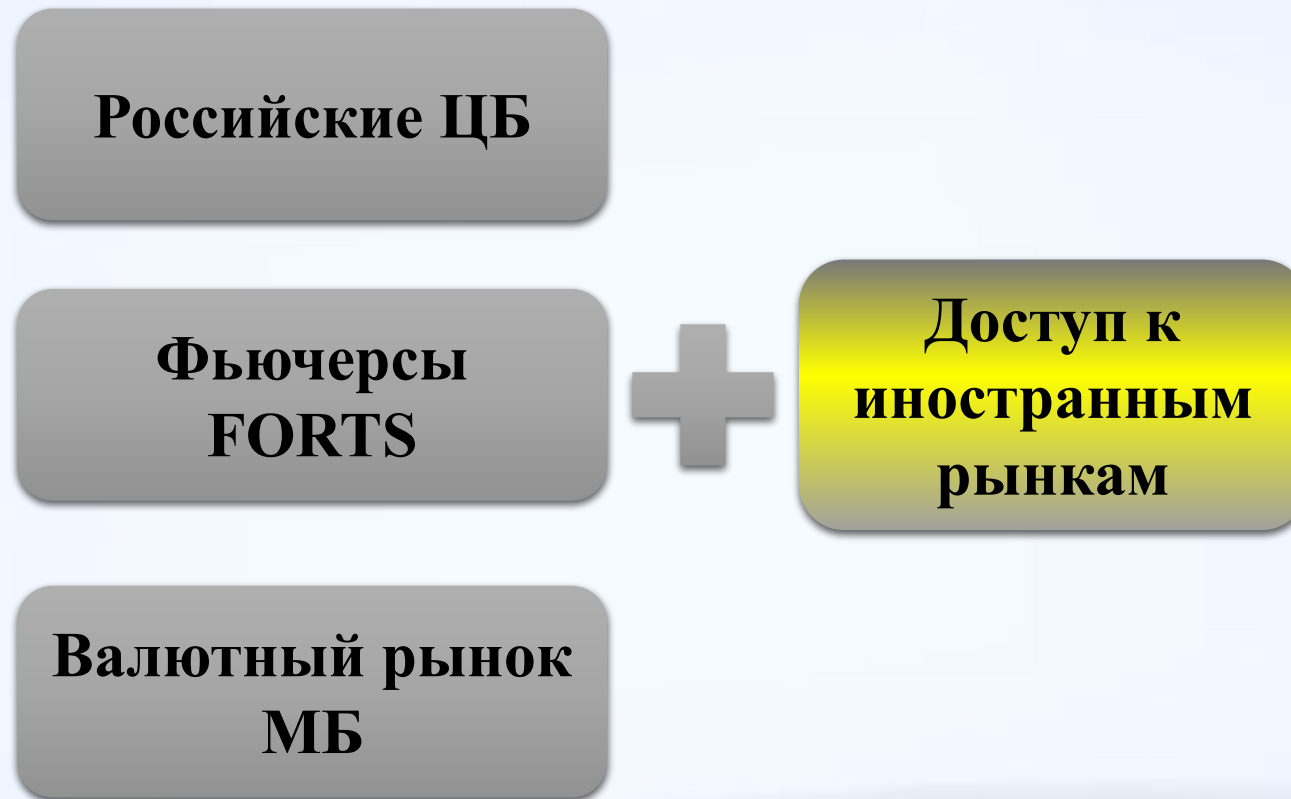 Российские ЦБ
Фьючерсы
FORTS
Валютный рынок
МБ
Доступ к
иностранным
рынкам